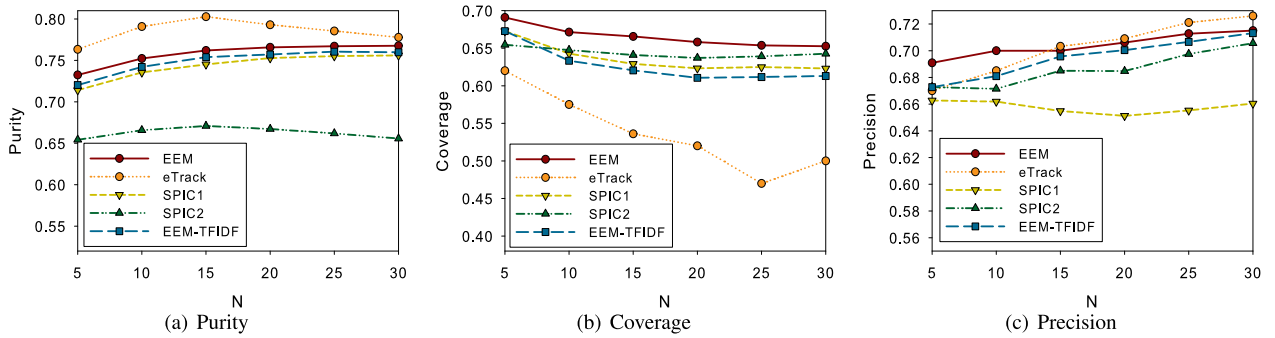 0.80
0.75
0.70
0.65
0.60
0.55
Purity
EEM
eTrack
SPIC1
SPIC2
EEM-TFIDF
5 10 15 20 25 30
N
(a) Purity
0.70
0.65
0.60
0.55
0.50
0.45
0.40
Coverage
EEM
eTrack
SPIC1
SPIC2
EEM-TFIDF
5 10 15 20 25 30
N
(b) Coverage
0.72
0.70
0.68
0.66
0.64
0.62
0.60
0.58
0.56
Precision
EEM
eTrack
SPIC1
SPIC2
EEM-TFIDF
5 10 15 20 25 30
N
(c) Precision